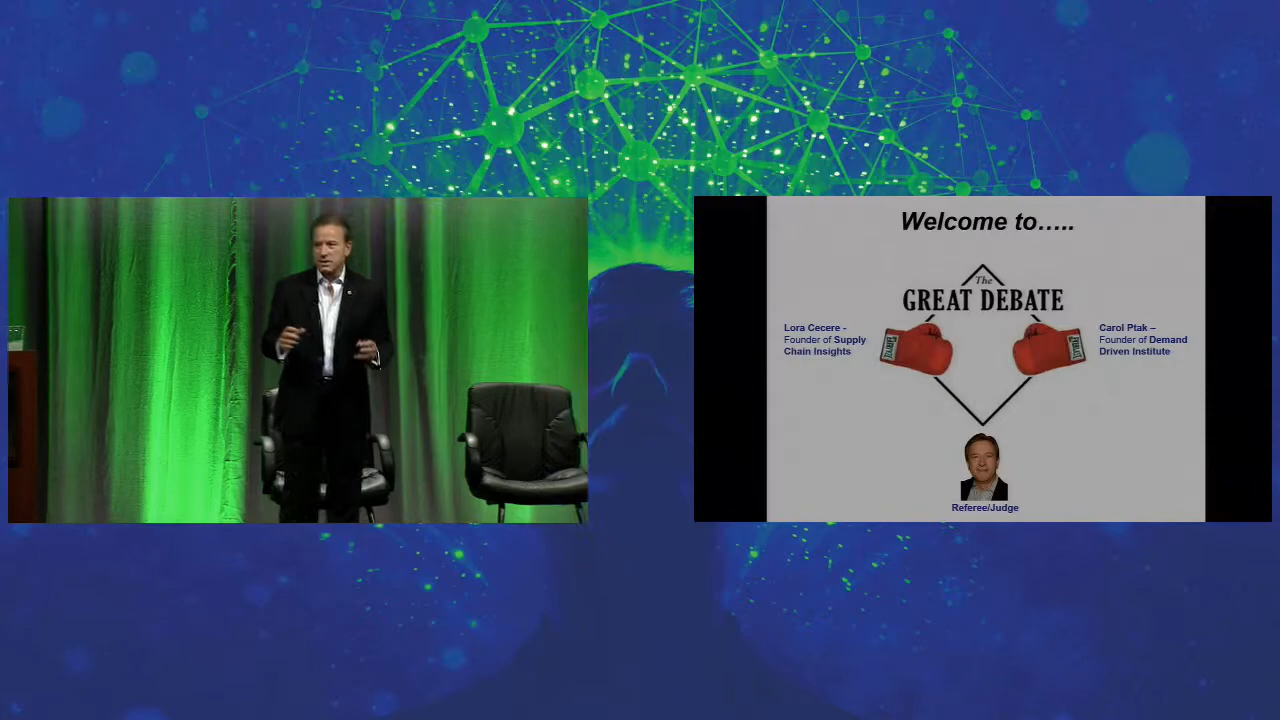 Welcome to.....
The
GREAT DEBATE
Lora Cecere -
Founder of Supply
Chain Insights
Carol Ptak –
Founder of Demand
Driven Institute
Referee/Judge